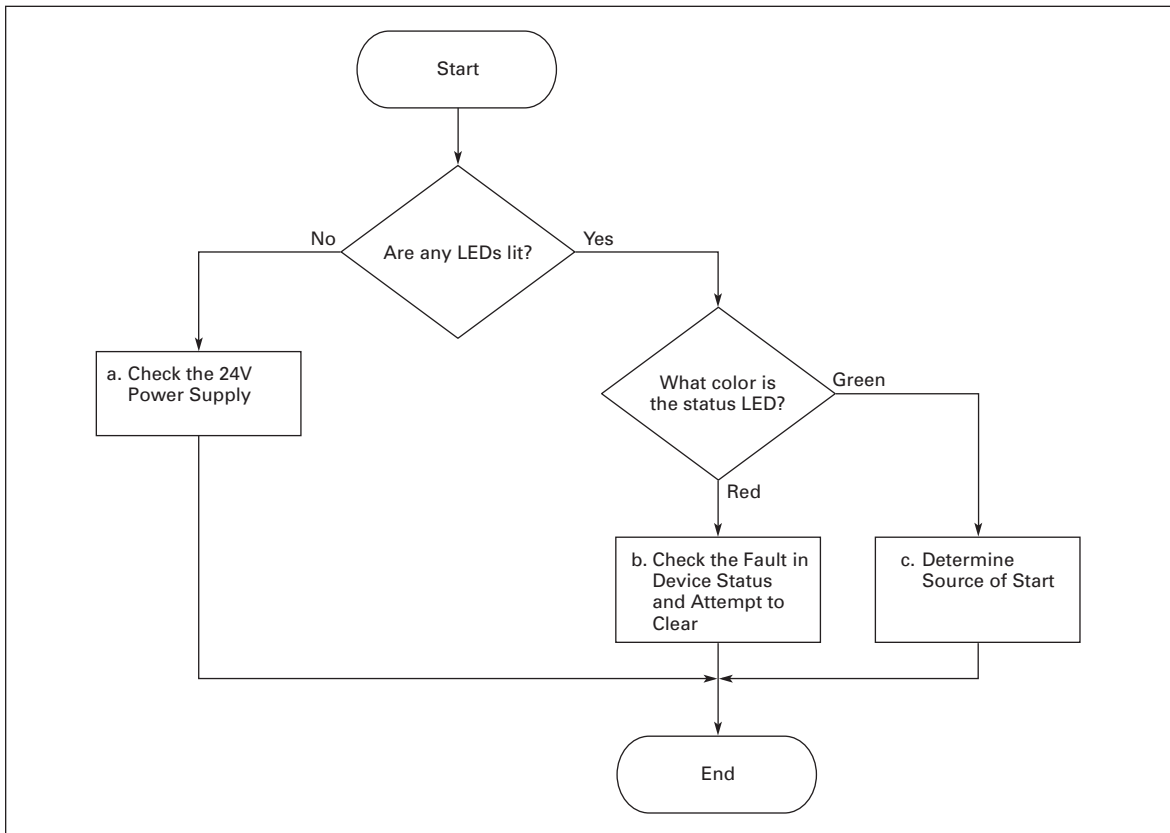 Start
Are any LEDs lit?
No
Yes
a. Check the 24V
Power Supply
What color is
the status LED?
Green
Red
b. Check the Fault in
Device Status
and Attempt to
Clear
c. Determine
Source of Start
End